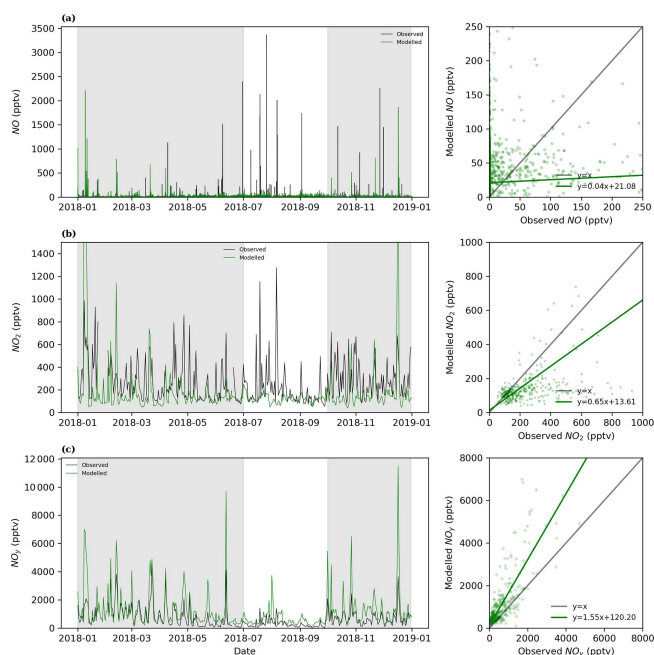 (a)
3500
3000
2500
2000
1500
1000
500
0
NO (pptv)
Observed
Modelled
2018-01 2018-03 2018-05 2018-07 2018-09 2018-11 2019-01
250
200
150
100
50
0
Modelled NO (pptv)
y=x
y=0.04x+21.08
0 50 100 150 200 250
Observed NO (pptv)
(b)
1400
1200
1000
800
600
400
200
0
NO2 (pptv)
Observed
Modelled
2018-01 2018-03 2018-05 2018-07 2018-09 2018-11 2019-01
1000
800
600
400
200
0
Modelled NO2 (pptv)
y=x
y=0.65x+13.61
0 200 400 600 800 1000
Observed NO2 (pptv)
(c)
12000
10000
8000
6000
4000
2000
0
NOy (pptv)
Observed
Modelled
2018-01 2018-03 2018-05 2018-07 2018-09 2018-11 2019-01
Date
8000
6000
4000
2000
0
Modelled NOy (pptv)
y=x
y=1.55x+120.20
0 2000 4000 6000 8000
Observed NOy (pptv)